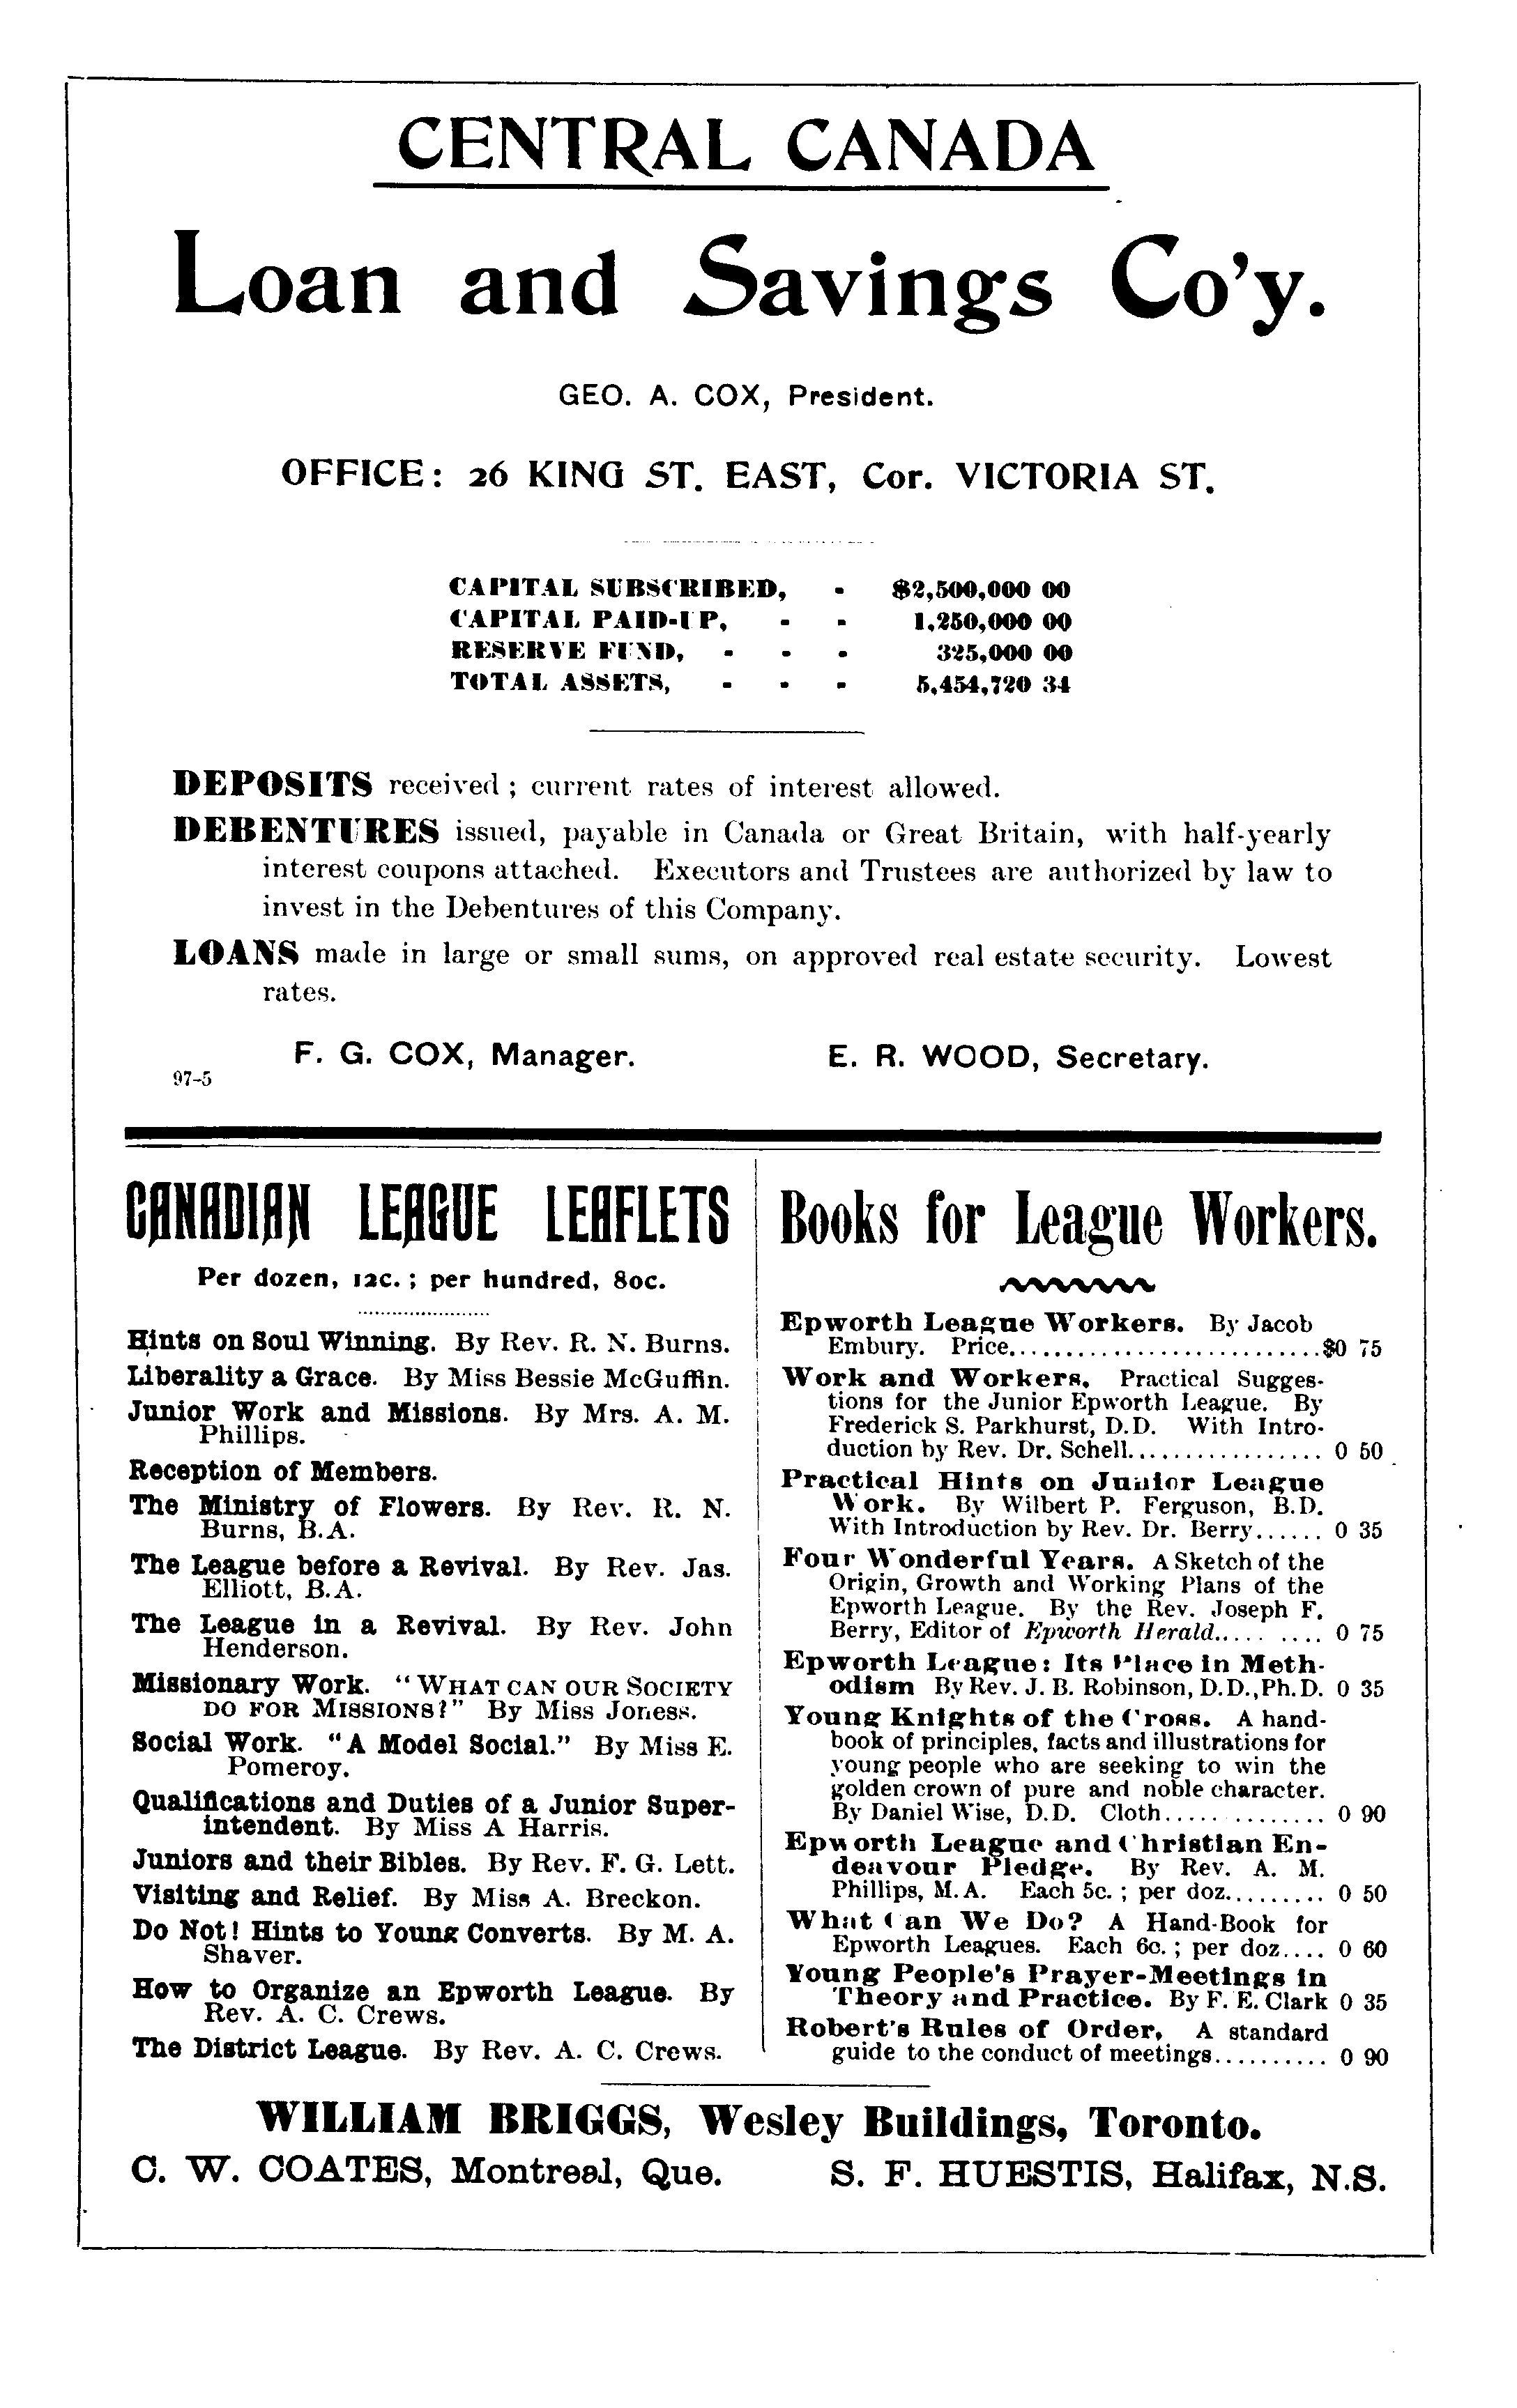 CENTRAL CANADA
Loan and Savings Co'y.
GEO. A. COX, President.
OFFICE: 26 KING ST. EAST, Cor. VICTORIA ST.
CAPITAL SUBSCRIBED, - $2,500,000 00
CAPITAL PAID-UP, - - 1,250,000 00
RESERVE FUND, - - - 325,000 00
TOTAL ASSETS, - - - 5,454,720 34
DEPOSITS received; current rates of interest allowed.
DEBENTURES issued, payable in Canada or Great Britain, with half-yearly
interest coupons attached. Executors and Trustees are authorized by law to
invest in the Debentures of this Company.
LOANS made in large or small sums, on approved real estate security. Lowest
rates.
F. G. COX, Manager. E. R. WOOD, Secretary.
97-5
CANADIAN LEAGUE LEAFLETS
Per dozen, 12c.; per hundred, 80c.
Hints on Soul Winning. By Rev. R. N. Burns.
Liberality a Grace. By Miss Bessie McGuffin.
Junior Work and Missions. By Mrs. A. M.
Phillips.
Reception of Members.
The Ministry of Flowers. By Rev. R. N.
Burns, B.A.
The League before a Revival. By Rev. Jas.
Elliott, B.A.
The League in a Revival. By Rev. John
Henderson.
Missionary Work. "WHAT CAN OUR SOCIETY
DO FOR MISSIONS?" By Miss Joness.
Social Work. "A Model Social." By Miss E.
Pomeroy.
Qualifications and Duties of a Junior Super-
intendent. By Miss A Harris.
Juniors and their Bibles. By Rev. F. G. Lett.
Visiting and Relief. By Miss A. Breckon.
Do Not! Hints to Young Converts. By M. A.
Shaver.
How to Organize an Epworth League. By
Rev. A. C. Crews.
The District League. By Rev. A. C. Crews.
Books for League Workers.
Epworth League Workers. By Jacob
Embury. Price............................$0 75
Work and Workers. Practical Sugges-
tions for the Junior Epworth League. By
Frederick S. Parkhurst, D.D. With Intro-
duction by Rev. Dr. Schell................. 0 50
Practical Hints on Junior League
Work. By Wilbert P. Ferguson, B.D.
With Introduction by Rev. Dr. Berry...... 0 35
Four Wonderful Years. A Sketch of the
Origin, Growth and Working Plans of the
Epworth League. By the Rev. Joseph F.
Berry, Editor of Epworth Herald......... 0 75
Epworth League: Its Place in Meth-
odism By Rev. J. B. Robinson, D.D., Ph.D. 0 35
Young Knights of the Cross. A hand-
book of principles, facts and illustrations for
young people who are seeking to win the
golden crown of pure and noble character.
By Daniel Wise, D.D. Cloth.............. 0 90
Epworth League and Christian En-
deavour Pledge. By Rev. A. M.
Phillips, M.A. Each 5c.; per doz......... 0 50
What Can We Do? A Hand-Book for
Epworth Leagues. Each 6c.; per doz.... 0 60
Young People's Prayer-Meetings in
Theory and Practice. By F. E. Clark 0 35
Robert's Rules of Order, A standard
guide to the conduct of meetings.......... 0 90
WILLIAM BRIGGS, Wesley Buildings, Toronto.
C. W. COATES, Montreal, Que. S. F. HUESTIS, Halifax, N.S.